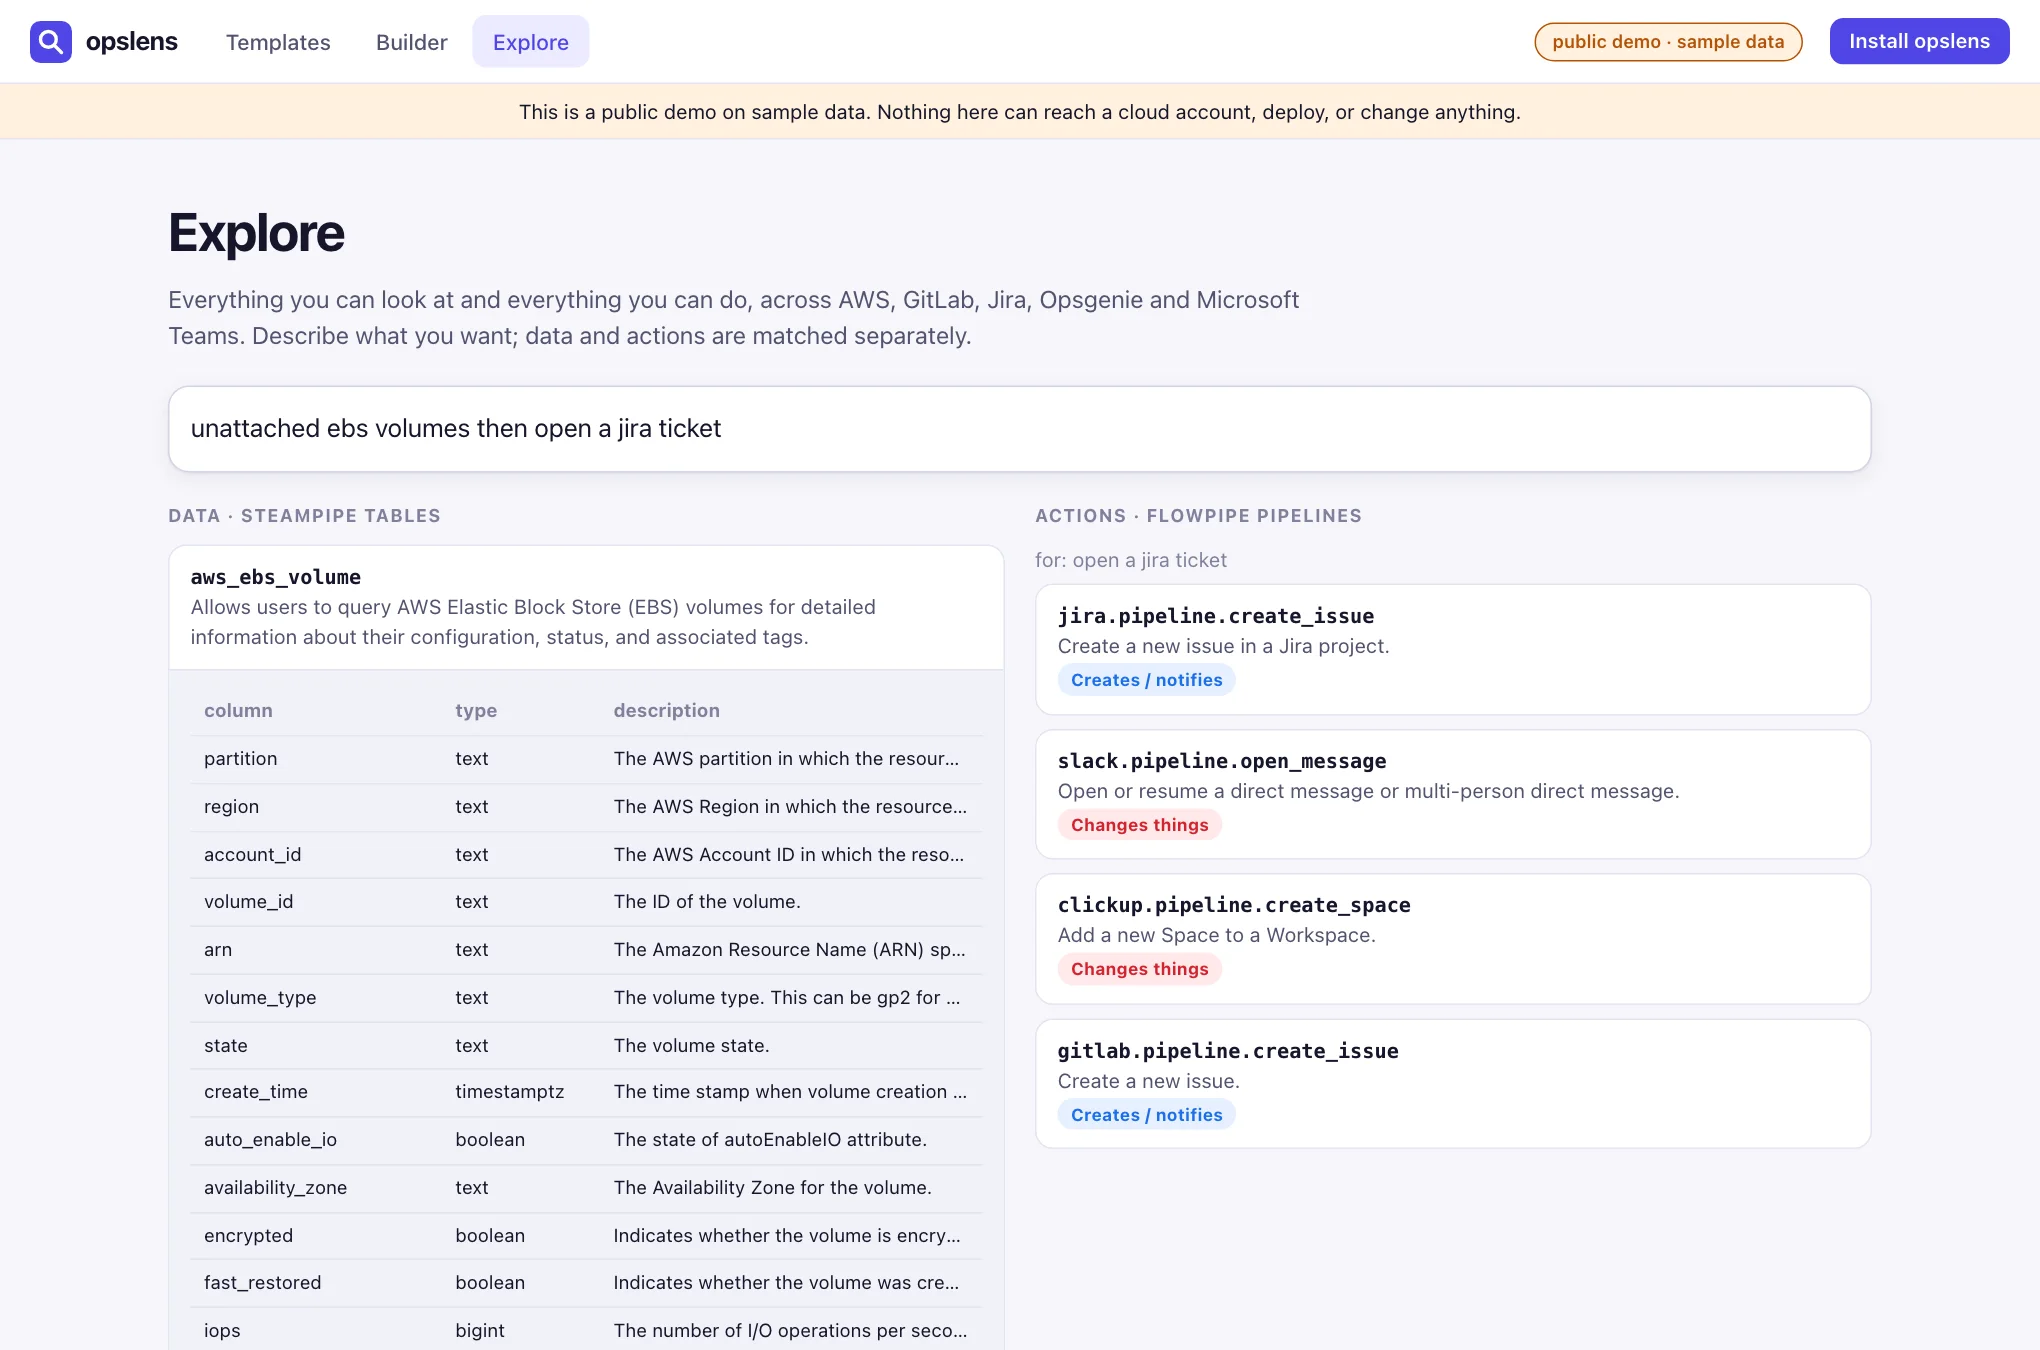 opslens
Templates
Builder
Explore
public demo · sample data
Install opslens
This is a public demo on sample data. Nothing here can reach a cloud account, deploy, or change anything.
Explore
Everything you can look at and everything you can do, across AWS, GitLab, Jira, Opsgenie and Microsoft
Teams. Describe what you want; data and actions are matched separately.
unattached ebs volumes then open a jira ticket
DATA · STEAMPIPE TABLES
aws_ebs_volume
Allows users to query AWS Elastic Block Store (EBS) volumes for detailed
information about their configuration, status, and associated tags.
column type description
partition text The AWS partition in which the resour...
region text The AWS Region in which the resource...
account_id text The AWS Account ID in which the reso...
volume_id text The ID of the volume.
arn text The Amazon Resource Name (ARN) sp...
volume_type text The volume type. This can be gp2 for ...
state text The volume state.
create_time timestamptz The time stamp when volume creation ...
auto_enable_io boolean The state of autoEnableIO attribute.
availability_zone text The Availability Zone for the volume.
encrypted boolean Indicates whether the volume is encry...
fast_restored boolean Indicates whether the volume was cre...
iops bigint The number of I/O operations per seco...
ACTIONS · FLOWPIPE PIPELINES
for: open a jira ticket
jira.pipeline.create_issue
Create a new issue in a Jira project.
Creates / notifies
slack.pipeline.open_message
Open or resume a direct message or multi-person direct message.
Changes things
clickup.pipeline.create_space
Add a new Space to a Workspace.
Changes things
gitlab.pipeline.create_issue
Create a new issue.
Creates / notifies